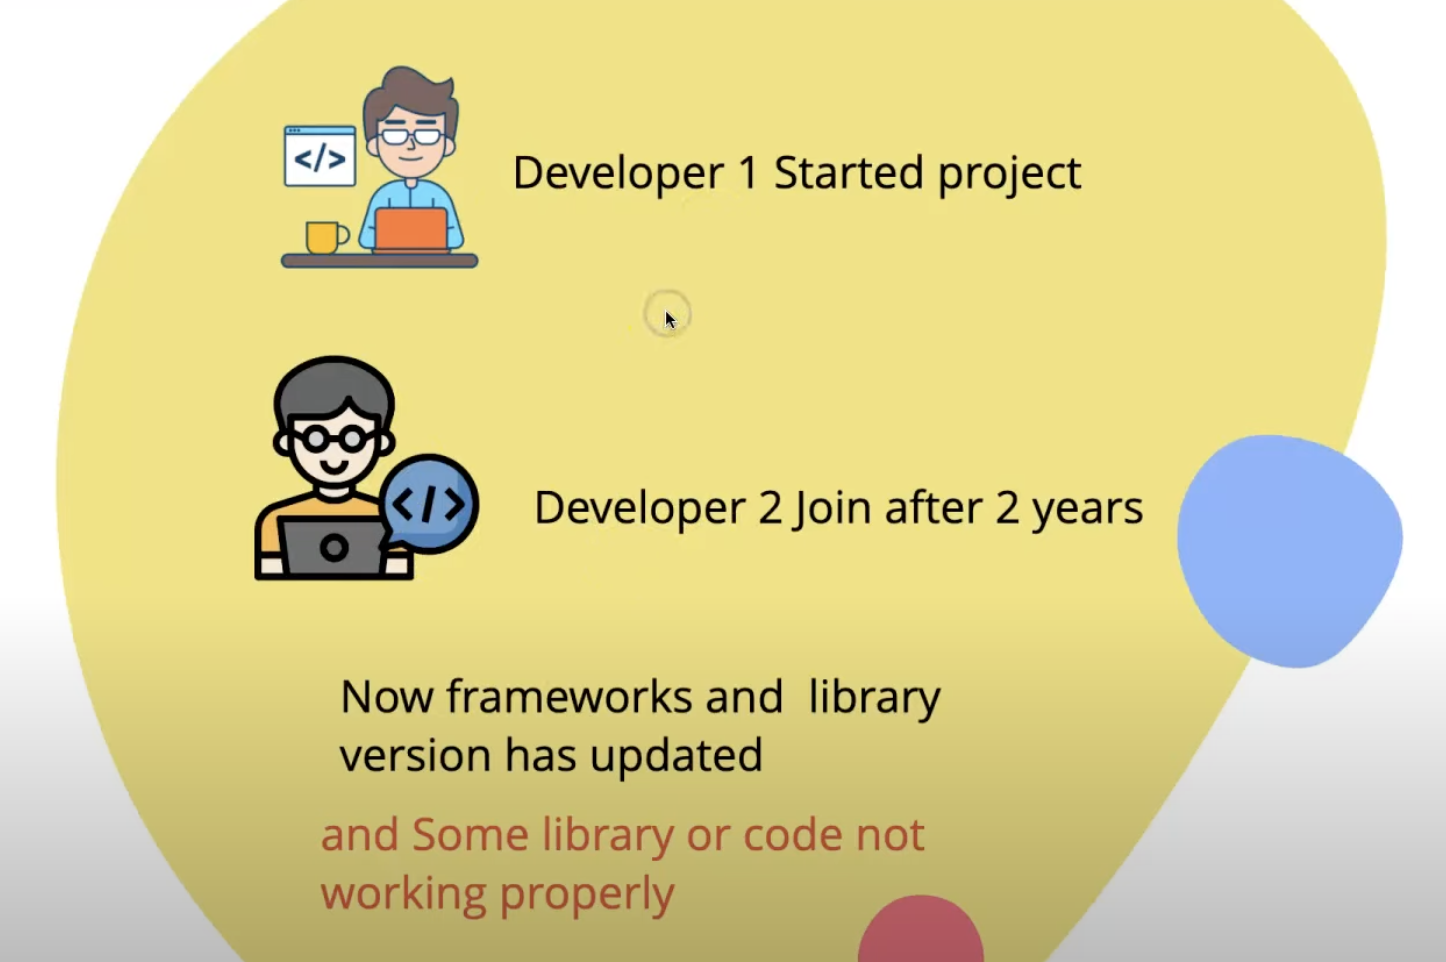 </>
Developer 1 Started project
</>
Developer 2 Join after 2 years
Now frameworks and library
version has updated
and Some library or code not
working properly